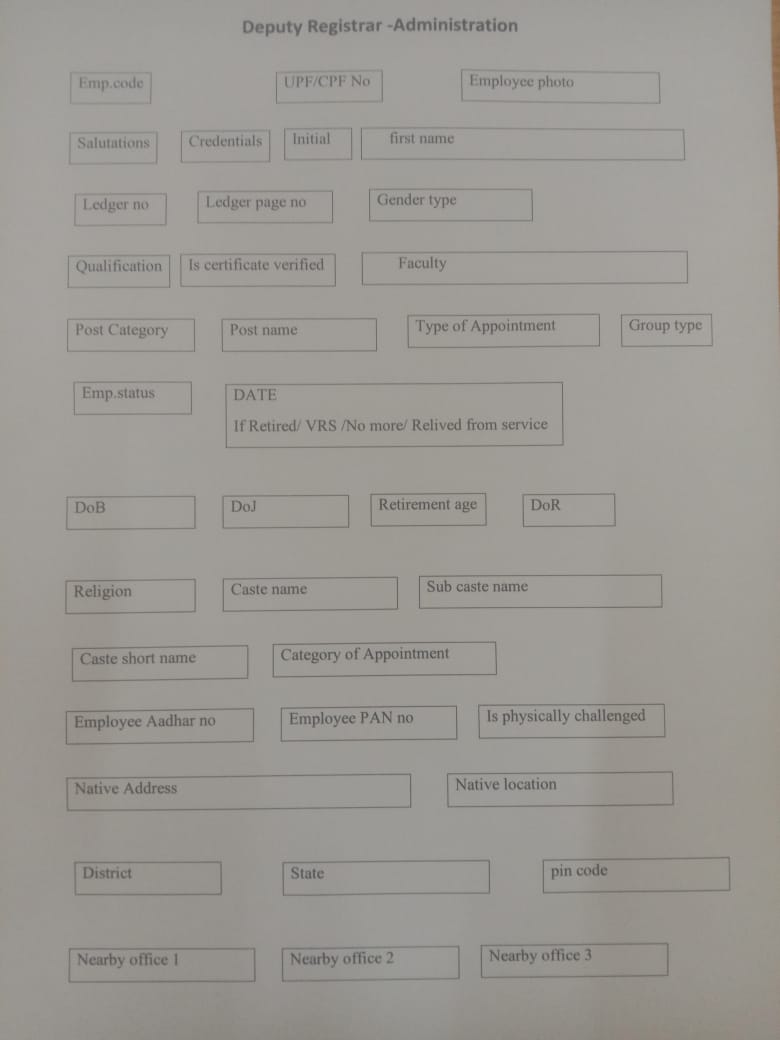 Deputy Registrar -Administration
Emp.code UPF/CPF No Employee photo
Salutations Credentials Initial first name
Ledger no Ledger page no Gender type
Qualification Is certificate verified Faculty
Post Category Post name Type of Appointment Group type
Emp.status DATE
If Retired/ VRS /No more/ Relived from service
DoB DoJ Retirement age DoR
Religion Caste name Sub caste name
Caste short name Category of Appointment
Employee Aadhar no Employee PAN no Is physically challenged
Native Address Native location
District State pin code
Nearby office 1 Nearby office 2 Nearby office 3